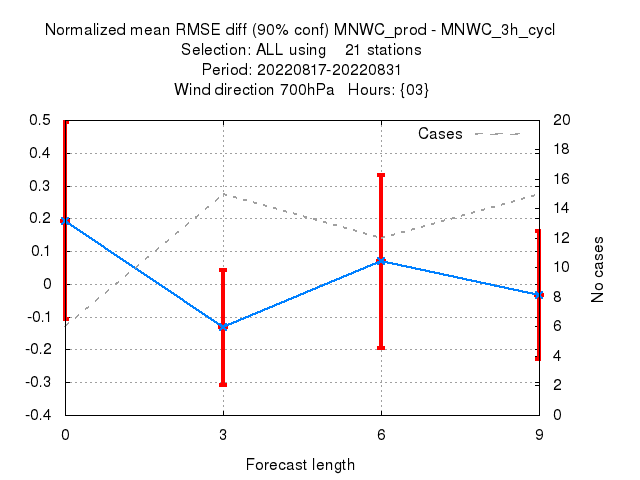 Normalized mean RMSE diff (90% conf) MNWC_prod - MNWC_3h_cycl
Selection: ALL using    21 stations
Period: 20220817-20220831
Wind direction 700hPa   Hours: {03}
Cases
0.5
0.4
0.3
0.2
0.1
0
-0.1
-0.2
-0.3
-0.4
20
18
16
14
12
10
8
6
4
2
0
No cases
0 3 6 9
Forecast length